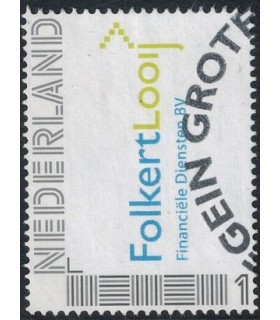 NEDERLAND
FolkertLooij
Financiële Diensten BV
GEIN GROTE
1